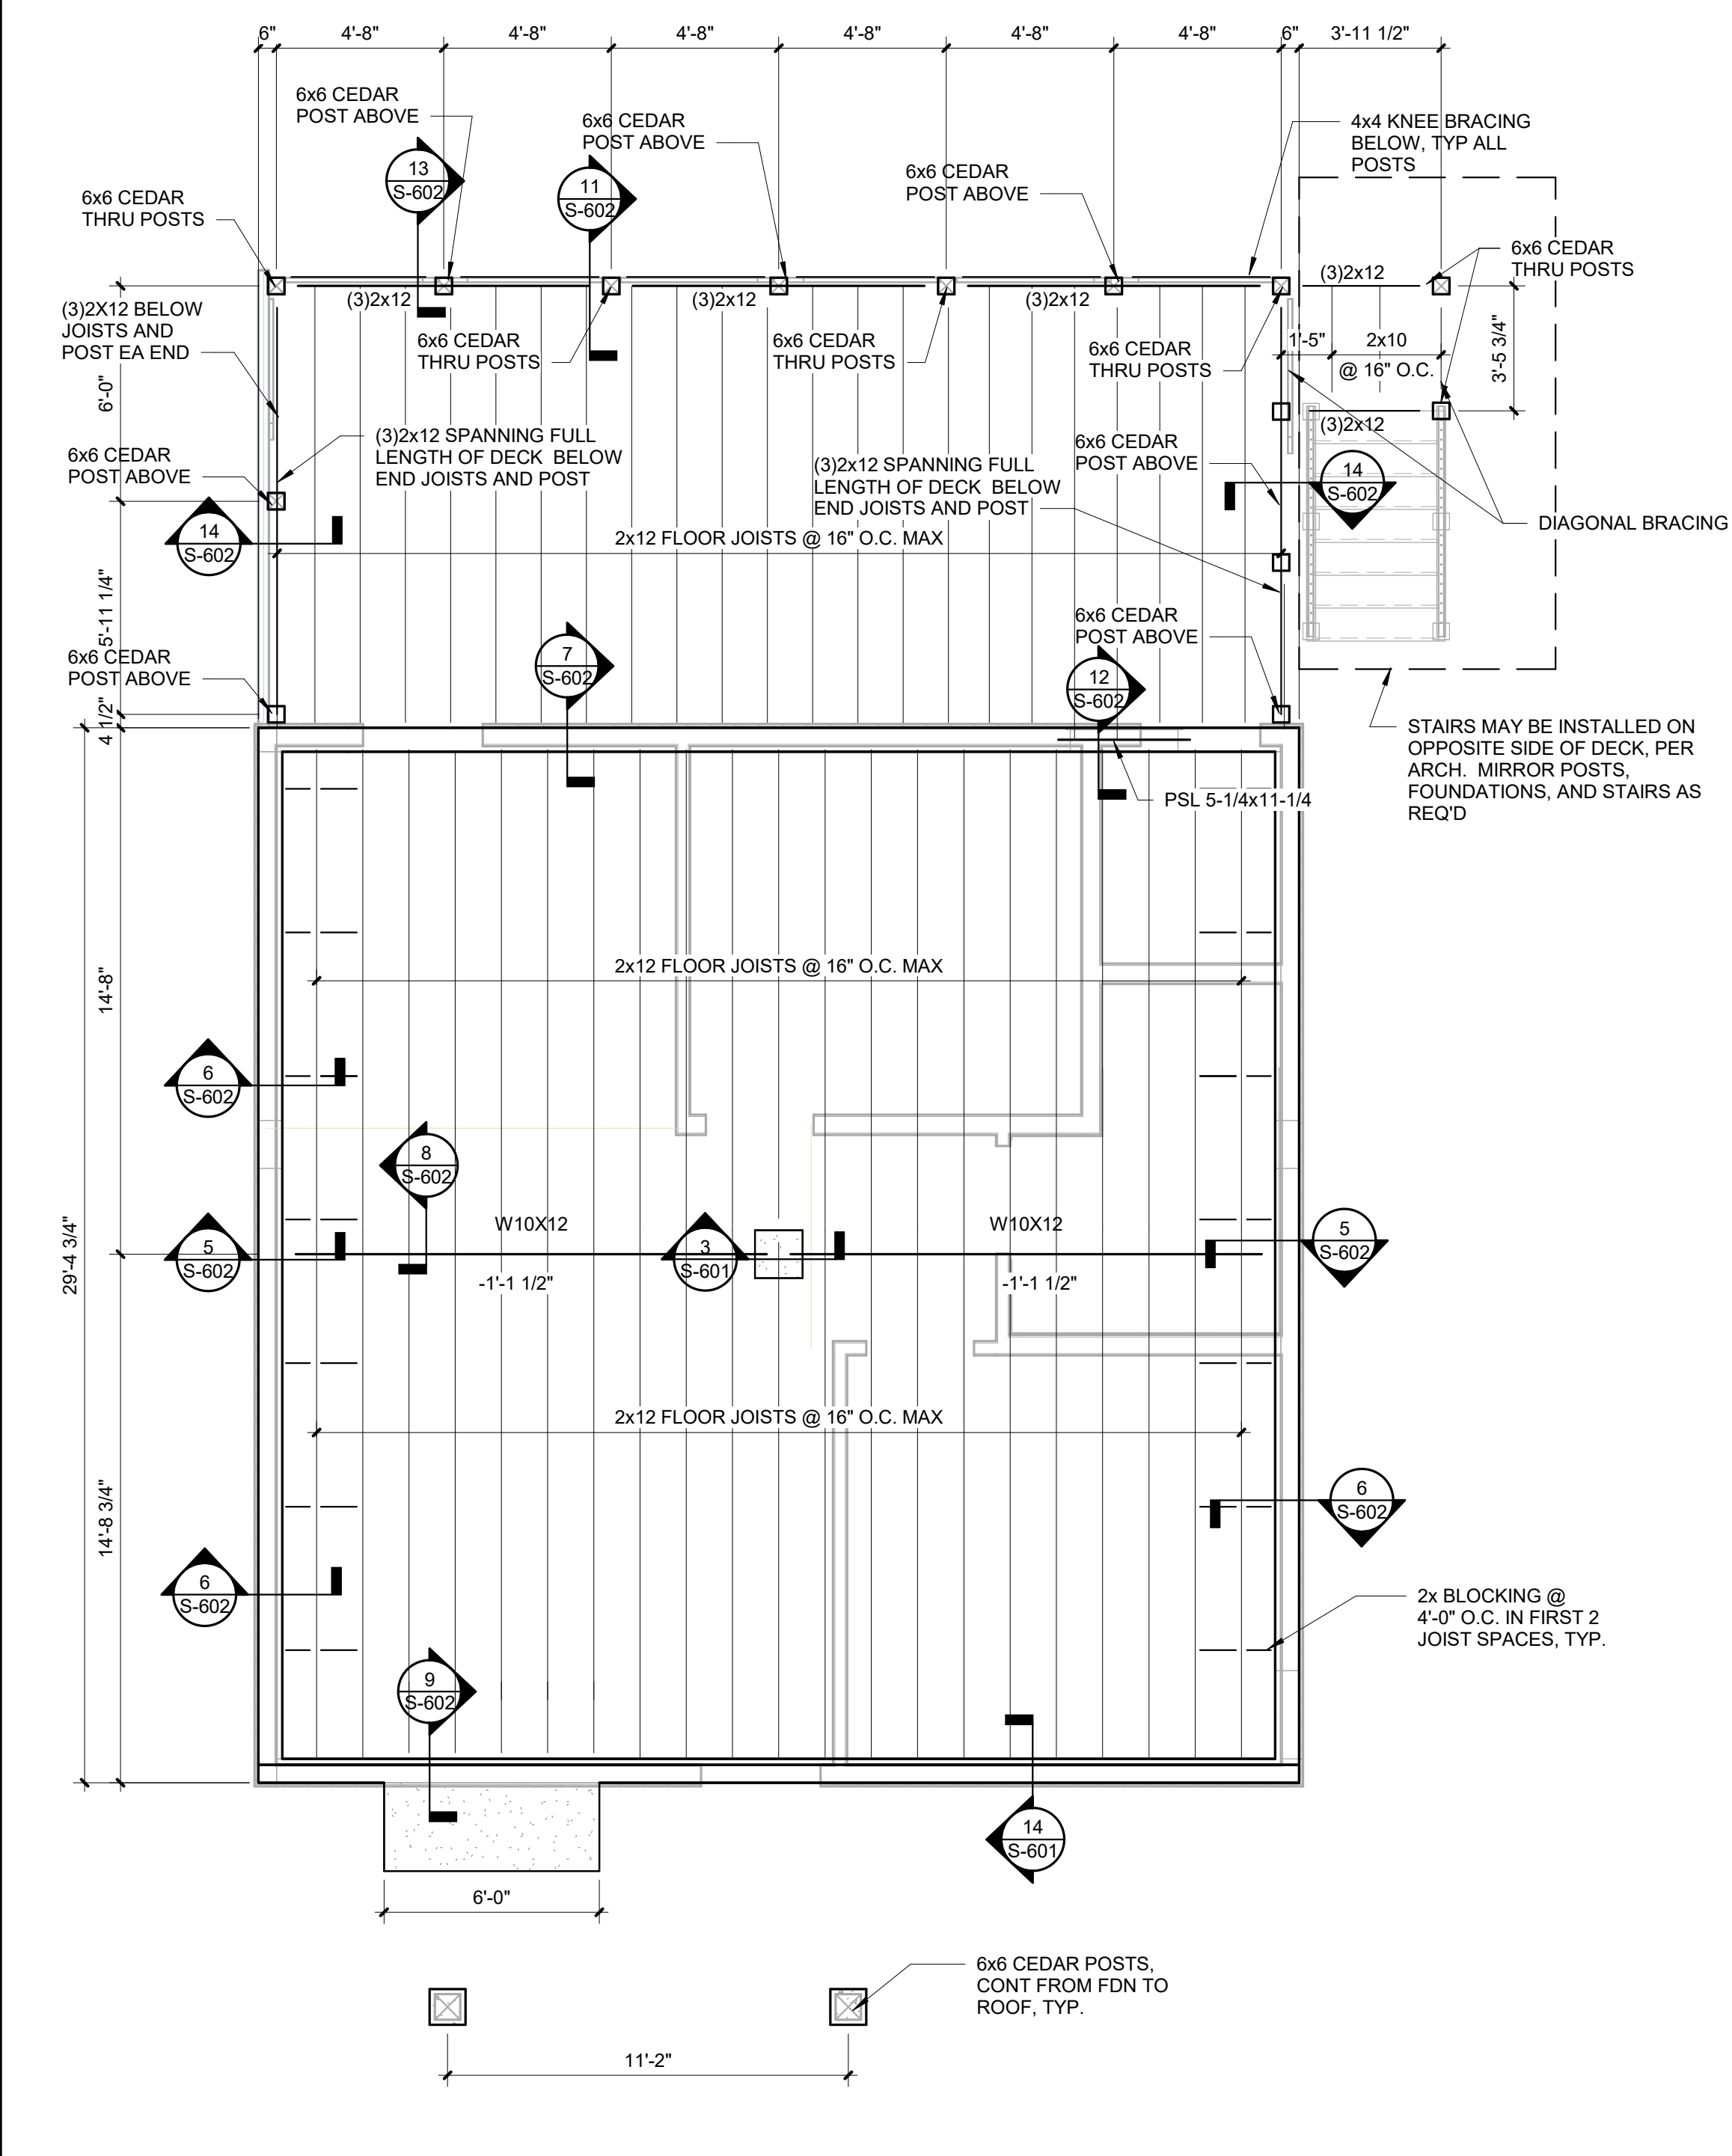 6"
4'-8"
4'-8"
4'-8"
4'-8"
4'-8"
4'-8"
6"
3'-11 1/2"
6x6 CEDAR
POST ABOVE
6x6 CEDAR
POST ABOVE
4x4 KNEE BRACING
BELOW, TYP ALL
POSTS
13
S-602
11
S-602
6x6 CEDAR
POST ABOVE
6x6 CEDAR
THRU POSTS
6x6 CEDAR
THRU POSTS
(3)2x12
(3)2x12
(3)2x12
(3)2x12
(3)2X12 BELOW
JOISTS AND
POST EA END
6x6 CEDAR
THRU POSTS
6x6 CEDAR
THRU POSTS
6x6 CEDAR
THRU POSTS
1'-5"
2x10
@ 16" O.C.
3'-5 3/4"
6'-0"
(3)2x12
(3)2x12 SPANNING FULL
LENGTH OF DECK BELOW
END JOISTS AND POST
6x6 CEDAR
POST ABOVE
6x6 CEDAR
POST ABOVE
(3)2x12 SPANNING FULL
LENGTH OF DECK BELOW
END JOISTS AND POST
14
S-602
14
S-602
DIAGONAL BRACING
2x12 FLOOR JOISTS @ 16" O.C. MAX
5'-11 1/4"
6x6 CEDAR
POST ABOVE
6x6 CEDAR
POST ABOVE
7
S-602
12
S-602
4 1/2"
STAIRS MAY BE INSTALLED ON
OPPOSITE SIDE OF DECK, PER
ARCH. MIRROR POSTS,
FOUNDATIONS, AND STAIRS AS
REQ'D
PSL 5-1/4x11-1/4
2x12 FLOOR JOISTS @ 16" O.C. MAX
14'-8"
6
S-602
8
S-602
W10X12
W10X12
29'-4 3/4"
5
S-602
3
S-601
5
S-602
-1'-1 1/2"
-1'-1 1/2"
2x12 FLOOR JOISTS @ 16" O.C. MAX
14'-8 3/4"
6
S-602
6
S-602
2x BLOCKING @
4'-0" O.C. IN FIRST 2
JOIST SPACES, TYP.
9
S-602
14
S-601
6'-0"
6x6 CEDAR POSTS,
CONT FROM FDN TO
ROOF, TYP.
11'-2"